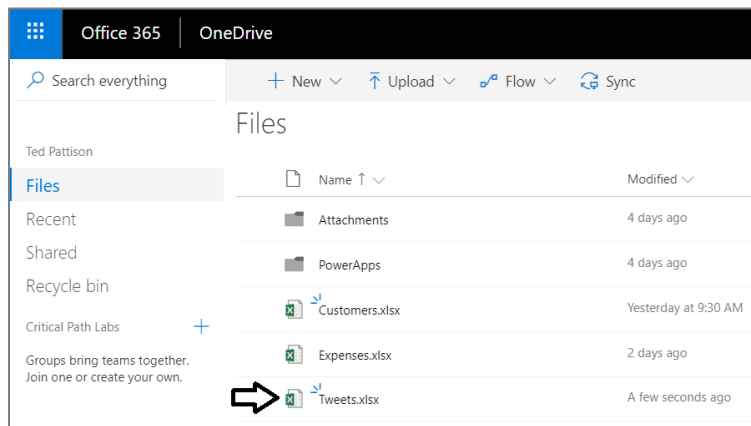 Office 365 OneDrive
Search everything
New Upload Flow Sync
Files
Ted Pattison
Files
Recent
Shared
Recycle bin
Critical Path Labs
Groups bring teams together.
Join one or create your own.
Name Modified
Attachments 4 days ago
PowerApps 4 days ago
Customers.xlsx Yesterday at 9:30 AM
Expenses.xlsx 2 days ago
Tweets.xlsx A few seconds ago